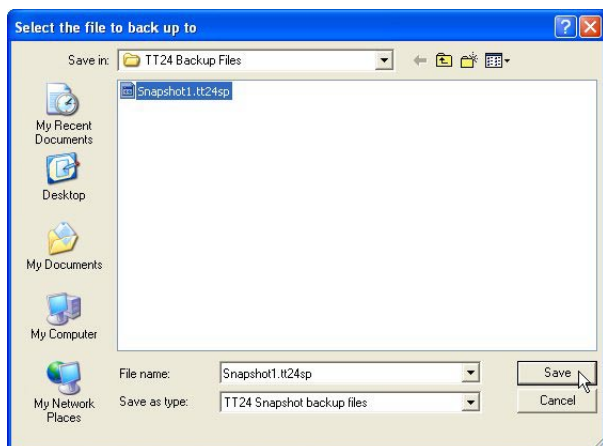 Select the file to back up to
Save in:
TT24 Backup Files
Snapshot1.tt24sp
My Recent
Documents
Desktop
My Documents
My Computer
My Network
Places
File name:
Snapshot1.tt24sp
Save
Save as type:
TT24 Snapshot backup files
Cancel